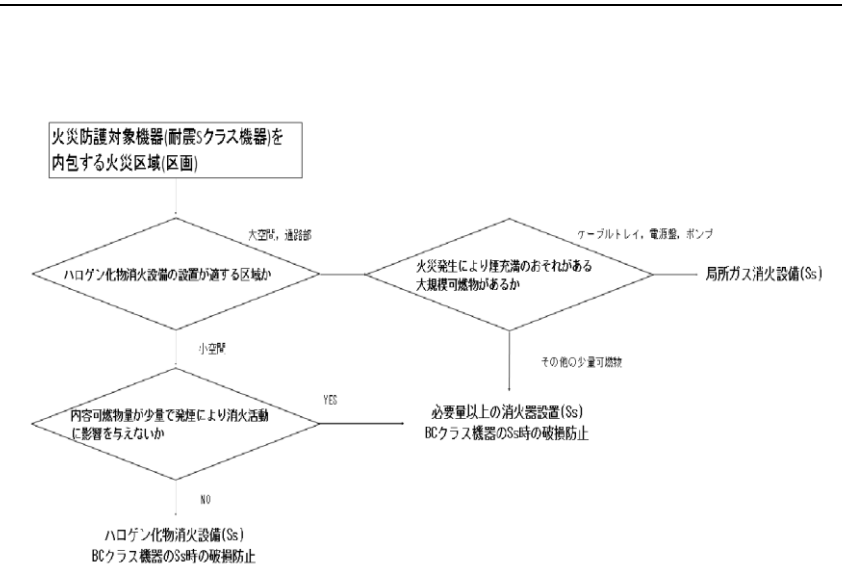 火災防護対象機器(耐震Sクラス機器)を
内包する火災区域(区画)
大空間，通路部
ハロゲン化物消火設備の設置が適する区域か
ケーブルトレイ，電源盤，ポンプ
火災発生により煙充満のおそれがある
大規模可燃物があるか
局所ガス消火設備(Ss)
小空間
その他の少量可燃物
内容可燃物量が少量で発煙により消火活動
に影響を与えないか
YES
必要量以上の消火器設置(Ss)
BCクラス機器のSs時の破損防止
NO
ハロゲン化物消火設備(Ss)
BCクラス機器のSs時の破損防止